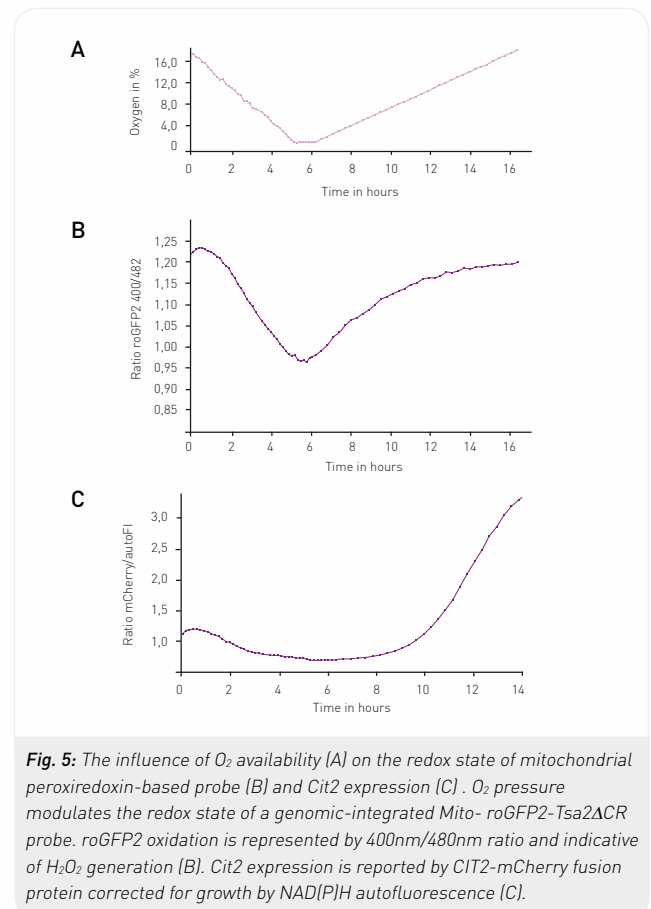 A
Oxygen in %
16,0
12,0
8,0
4,0
0
0 2 4 6 8 10 12 14 16
Time in hours
B
Ratio roGFP2 400/482
1,25
1,20
1,15
1,10
1,05
1,00
0,95
0,90
0,85
0 2 4 6 8 10 12 14 16
Time in hours
C
Ratio mCherry/autoFl
3,0
2,5
2,0
1,5
1,0
0 2 4 6 8 10 12 14
Time in hours
Fig. 5: The influence of O₂ availability (A) on the redox state of mitochondrial
peroxiredoxin-based probe (B) and Cit2 expression (C) . O₂ pressure
modulates the redox state of a genomic-integrated Mito- roGFP2-Tsa2ΔCR
probe. roGFP2 oxidation is represented by 400nm/480nm ratio and indicative
of H₂O₂ generation (B). Cit2 expression is reported by CIT2-mCherry fusion
protein corrected for growth by NAD(P)H autofluorescence (C).